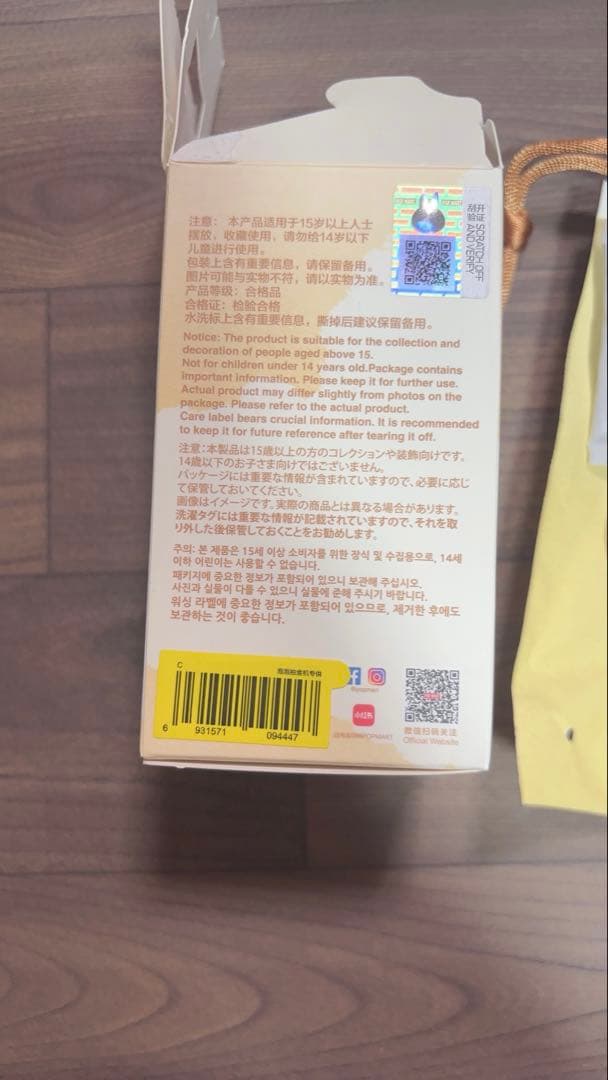 注意：本产品适用于15岁以上人士
摆放、收藏使用，请勿给14岁以下
儿童进行使用。
包装上含有重要信息，请保留备用。
图片可能与实物不符，请以实物为准。
产品等级：合格品
合格证：检验合格
水洗标上含有重要信息，撕掉后建议保留备用。
刮开
验证
SCRATCH OFF
AND VERIFY
Notice: The product is suitable for the collection and
decoration of people aged above 15.
Not for children under 14 years old.Package contains
important information. Please keep it for further use.
Actual product may differ slightly from photos on the
package. Please refer to the actual product.
Care label bears crucial information. It is recommended
to keep it for future reference after tearing it off.
注意:本製品は15歳以上の方のコレクションや装飾向けです。
14歳以下のお子さま向けではございません。
パッケージには重要な情報が含まれていますので、必要に応じ
て保管しておいてください。
画像はイメージです。実際の商品とは異なる場合があります。
洗濯タグには重要な情報が記載されていますので、それを取
り外した後保管しておくことをお勧めします。
주의: 본 제품은 15세 이상 소비자를 위한 장식 및 수집용으로, 14세
이하 어린이는 사용할 수 없습니다.
패키지에 중요한 정보가 포함되어 있으니 보관해 주십시오.
사진과 실물이 다를 수 있으니 실물에 준해 주시기 바랍니다.
워싱 라벨에 중요한 정보가 포함되어 있으므로, 제거한 후에도
보관하는 것이 좋습니다.
C
6 931571 094447
小红书
微信扫码关注
Official Website